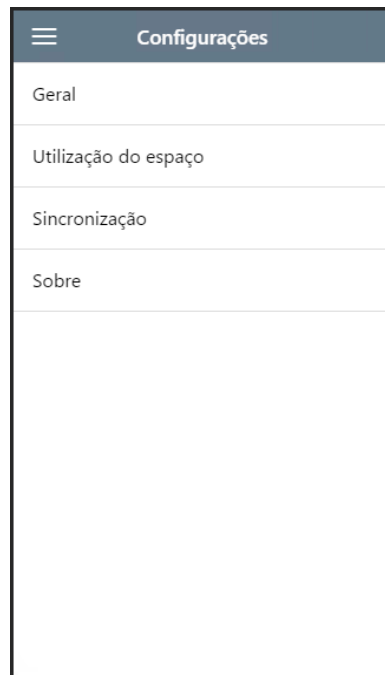 Configurações
Geral
Utilização do espaço
Sincronização
Sobre